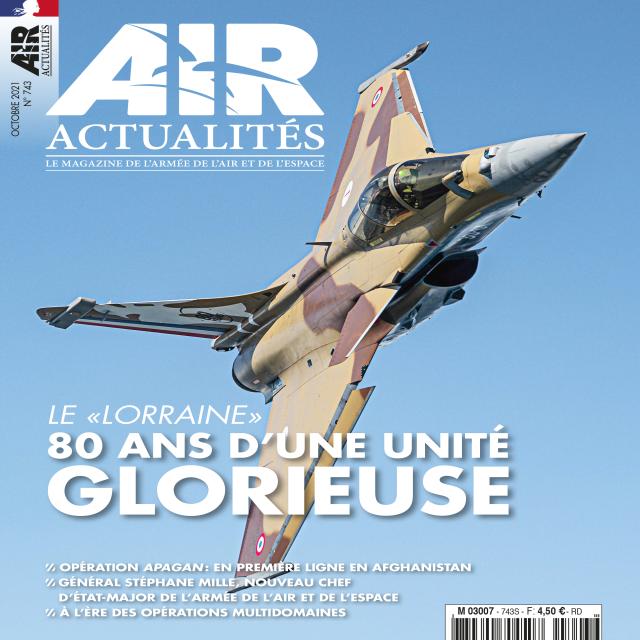 AIR
ACTUALITÉS
OCTOBRE 2021
N° 743
AIR
ACTUALITÉS
LE MAGAZINE DE L'ARMÉE DE L'AIR ET DE L'ESPACE
LE «LORRAINE»
80 ANS D'UNE UNITÉ
GLORIEUSE
// OPÉRATION APAGAN : EN PREMIÈRE LIGNE EN AFGHANISTAN
// GÉNÉRAL STÉPHANE MILLE, NOUVEAU CHEF
D'ÉTAT-MAJOR DE L'ARMÉE DE L'AIR ET DE L'ESPACE
// À L'ÈRE DES OPÉRATIONS MULTIDOMAINES
M 03007 - 743S - F: 4,50 € - RD